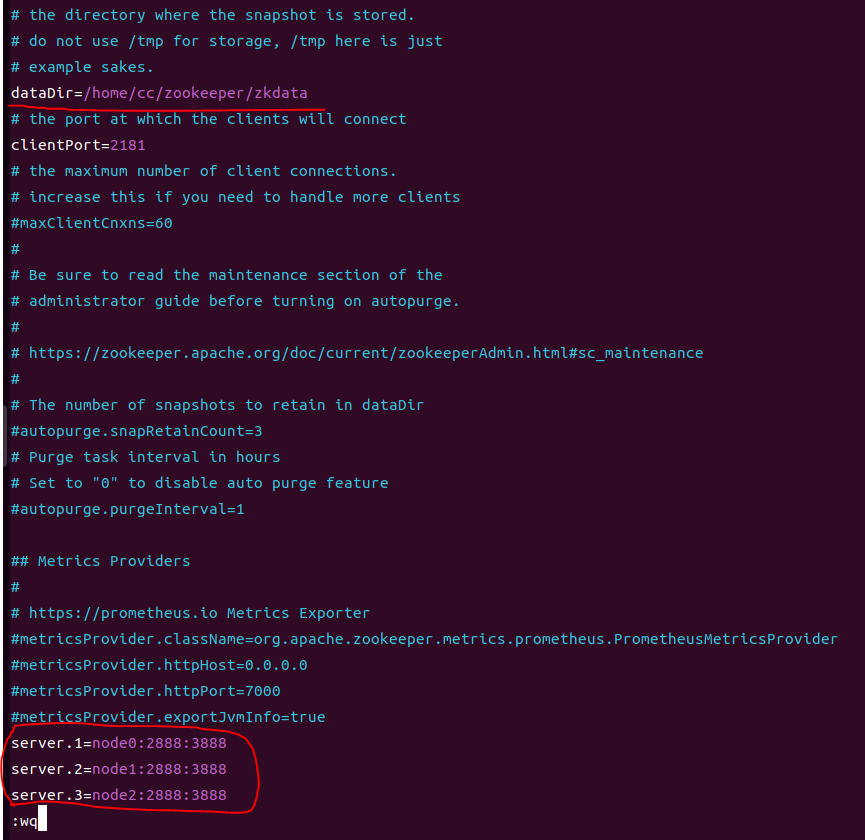 # the directory where the snapshot is stored.
# do not use /tmp for storage, /tmp here is just
# example sakes.
dataDir=/home/cc/zookeeper/zkdata
# the port at which the clients will connect
clientPort=2181
# the maximum number of client connections.
# increase this if you need to handle more clients
#maxClientCnxns=60
#
# Be sure to read the maintenance section of the
# administrator guide before turning on autopurge.
#
# https://zookeeper.apache.org/doc/current/zookeeperAdmin.html#sc_maintenance
#
# The number of snapshots to retain in dataDir
#autopurge.snapRetainCount=3
# Purge task interval in hours
# Set to "0" to disable auto purge feature
#autopurge.purgeInterval=1
## Metrics Providers
#
# https://prometheus.io Metrics Exporter
#metricsProvider.className=org.apache.zookeeper.metrics.prometheus.PrometheusMetricsProvider
#metricsProvider.httpHost=0.0.0.0
#metricsProvider.httpPort=7000
#metricsProvider.exportJvmInfo=true
server.1=node0:2888:3888
server.2=node1:2888:3888
server.3=node2:2888:3888
:wq